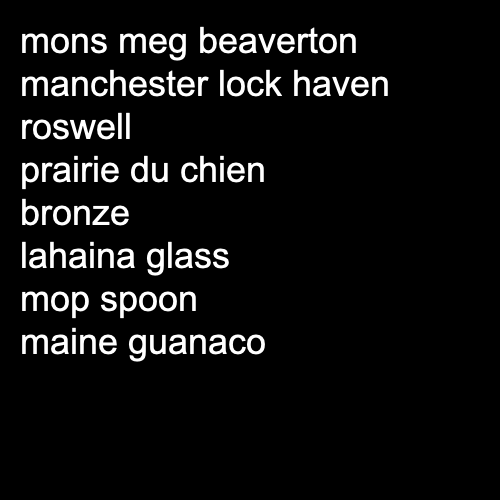 mons meg beaverton
manchester lock haven
roswell
prairie du chien
bronze
lahaina glass
mop spoon
maine guanaco